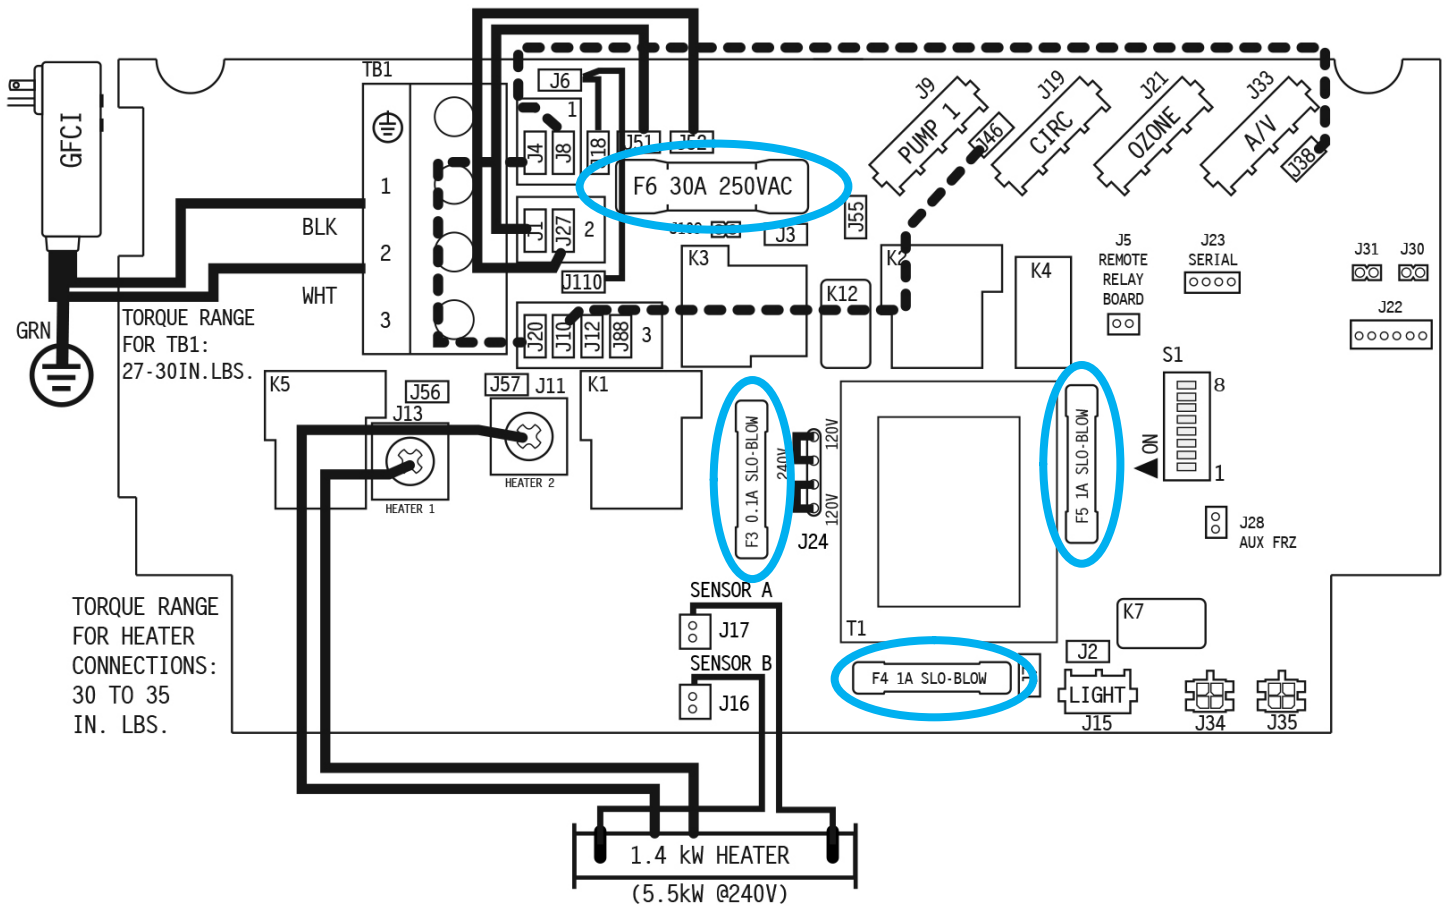 TB1
GFCI
1
BLK
2
WHT
3
GRN
TORQUE RANGE
FOR TB1:
27-30IN.LBS.
J6
1
J4
J8
J18
J51
J52
F6 30A 250VAC
J1
J27
2
J109
J3
J55
J110
J20
J10
J12
J88
3
J9
PUMP 1
J46
J19
CIRC
J21
OZONE
J33
A/V
J38
K3
K12
K2
K4
J5
REMOTE
RELAY
BOARD
J23
SERIAL
J31
J30
J22
S1
8
ON
1
J28
AUX FRZ
K5
J56
J13
HEATER 1
J57
J11
HEATER 2
K1
F3 0.1A SLO-BLOW
240V
120V
120V
J24
F5 1A SLO-BLOW
T1
F4 1A SLO-BLOW
K7
J2
LIGHT
J15
J34
J35
SENSOR A
J17
SENSOR B
J16
TORQUE RANGE
FOR HEATER
CONNECTIONS:
30 TO 35
IN. LBS.
1.4 kW HEATER
(5.5kW @240V)